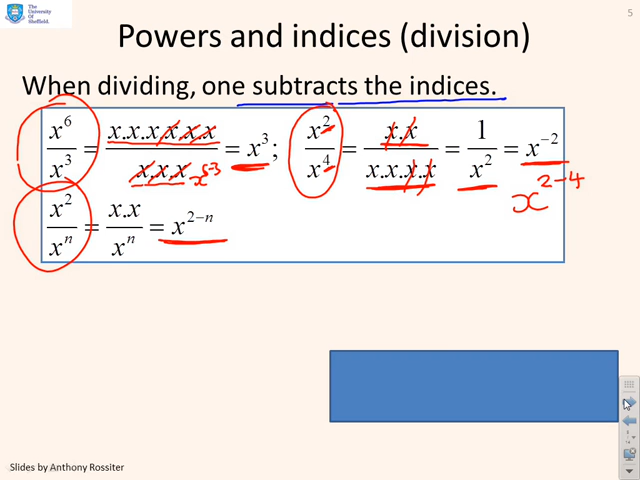 The University Of Sheffield.
5
Powers and indices (division)
When dividing, one subtracts the indices.
x^6 / x^3 = x.x.x.x.x.x / x.x.x = x^3; x^2 / x^4 = x.x / x.x.x.x = 1 / x^2 = x^-2
x^6-3
x^2-4
x^2 / x^n = x.x / x^n = x^2-n
Slides by Anthony Rossiter